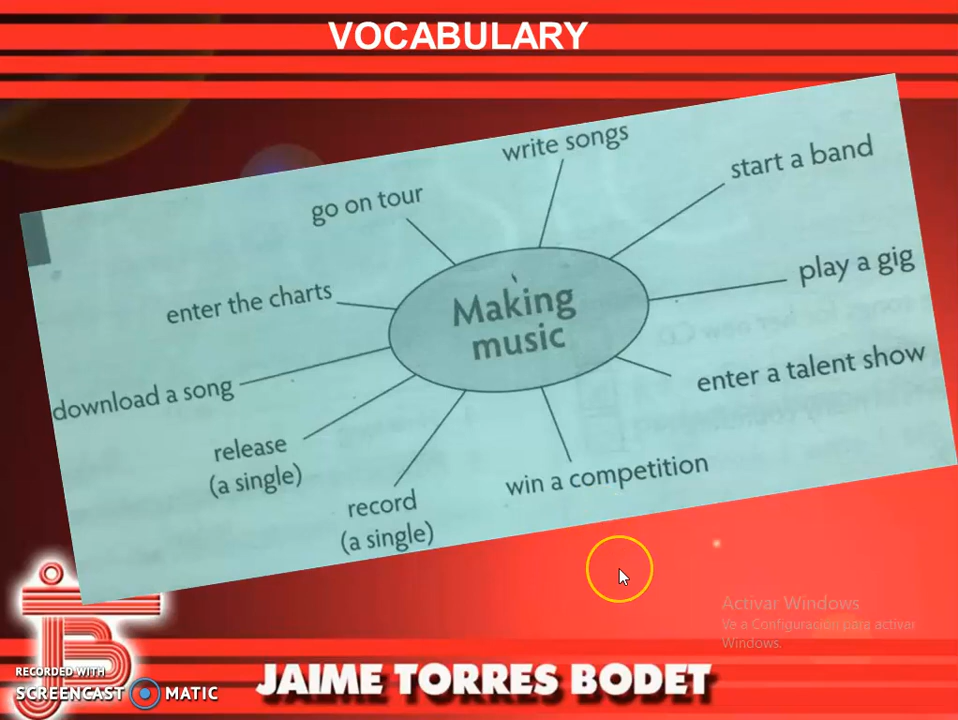 VOCABULARY
write songs
start a band
go on tour
play a gig
enter the charts
Making
music
enter a talent show
download a song
release
(a single)
win a competition
record
(a single)
Activar Windows
Ve a Configuración para activar
Windows.
RECORDED WITH
SCREENCAST MATIC
JAIME TORRES BODET